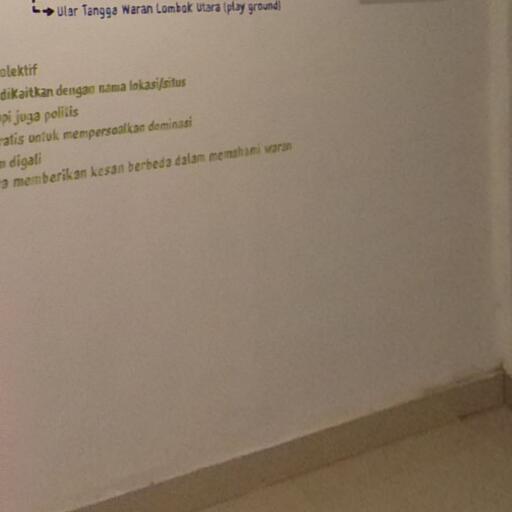 Ular Tangga Waran Lombok Utara (play ground)
olektif
dikaitkan dengan nama lokasi/situs
pi juga politis
ratis untuk mempersoalkan dominasi
n digali
a memberikan kesan berbeda dalam memahami waran